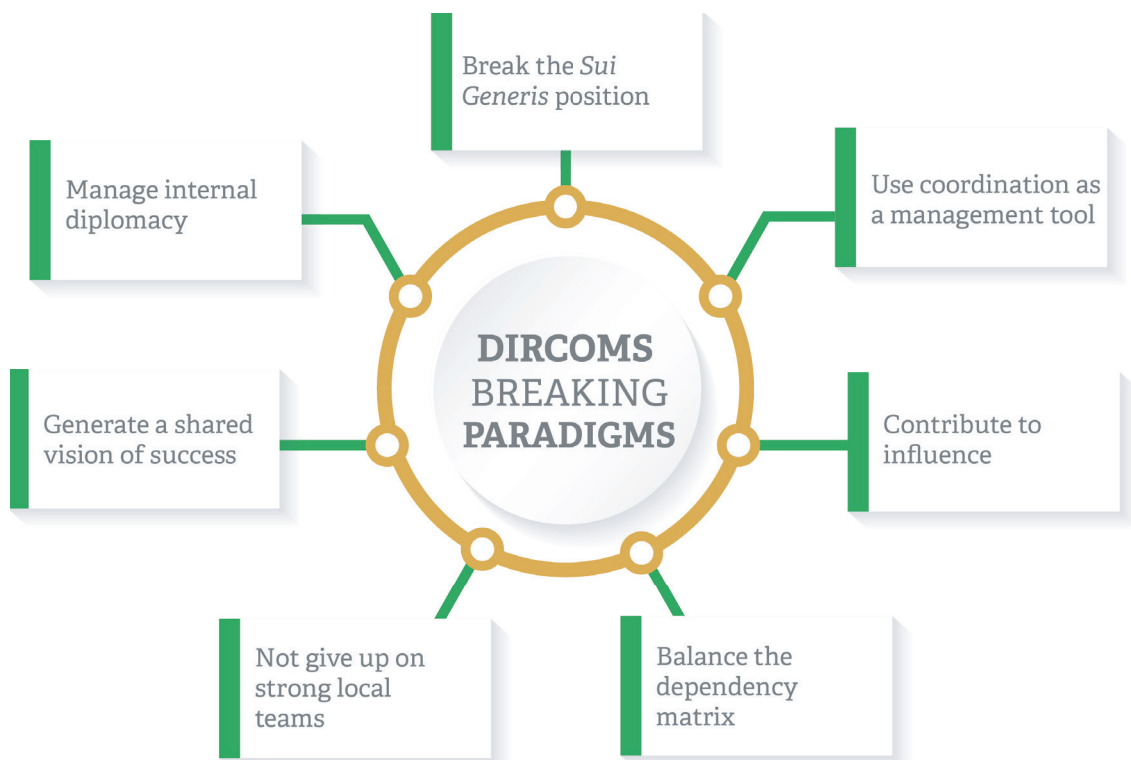 Break the Sui
Generis position
Manage internal
diplomacy
Use coordination as
a management tool
DIRCOMS
BREAKING
PARADIGMS
Generate a shared
vision of success
Contribute to
influence
Not give up on
strong local
teams
Balance the
dependency
matrix